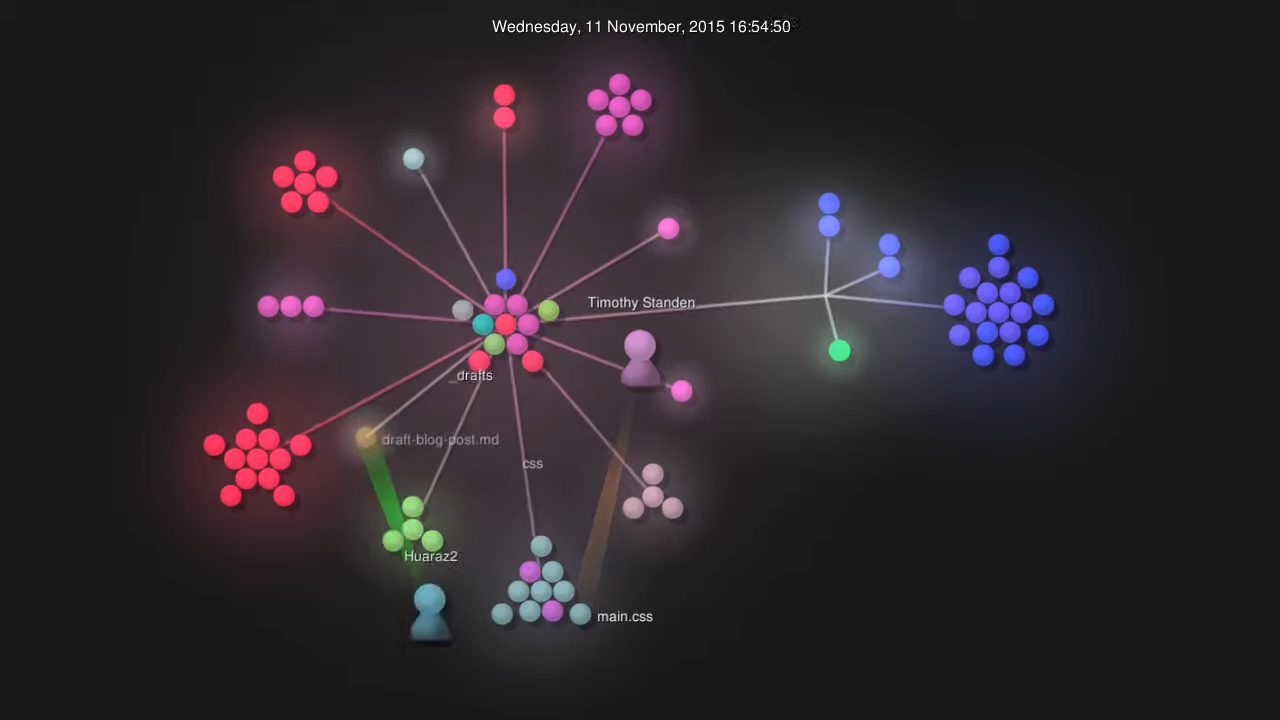 Wednesday, 11 November, 2015 16:54:50
Timothy Standen
_drafts
draft-blog-post.md
css
Huaraz2
main.css